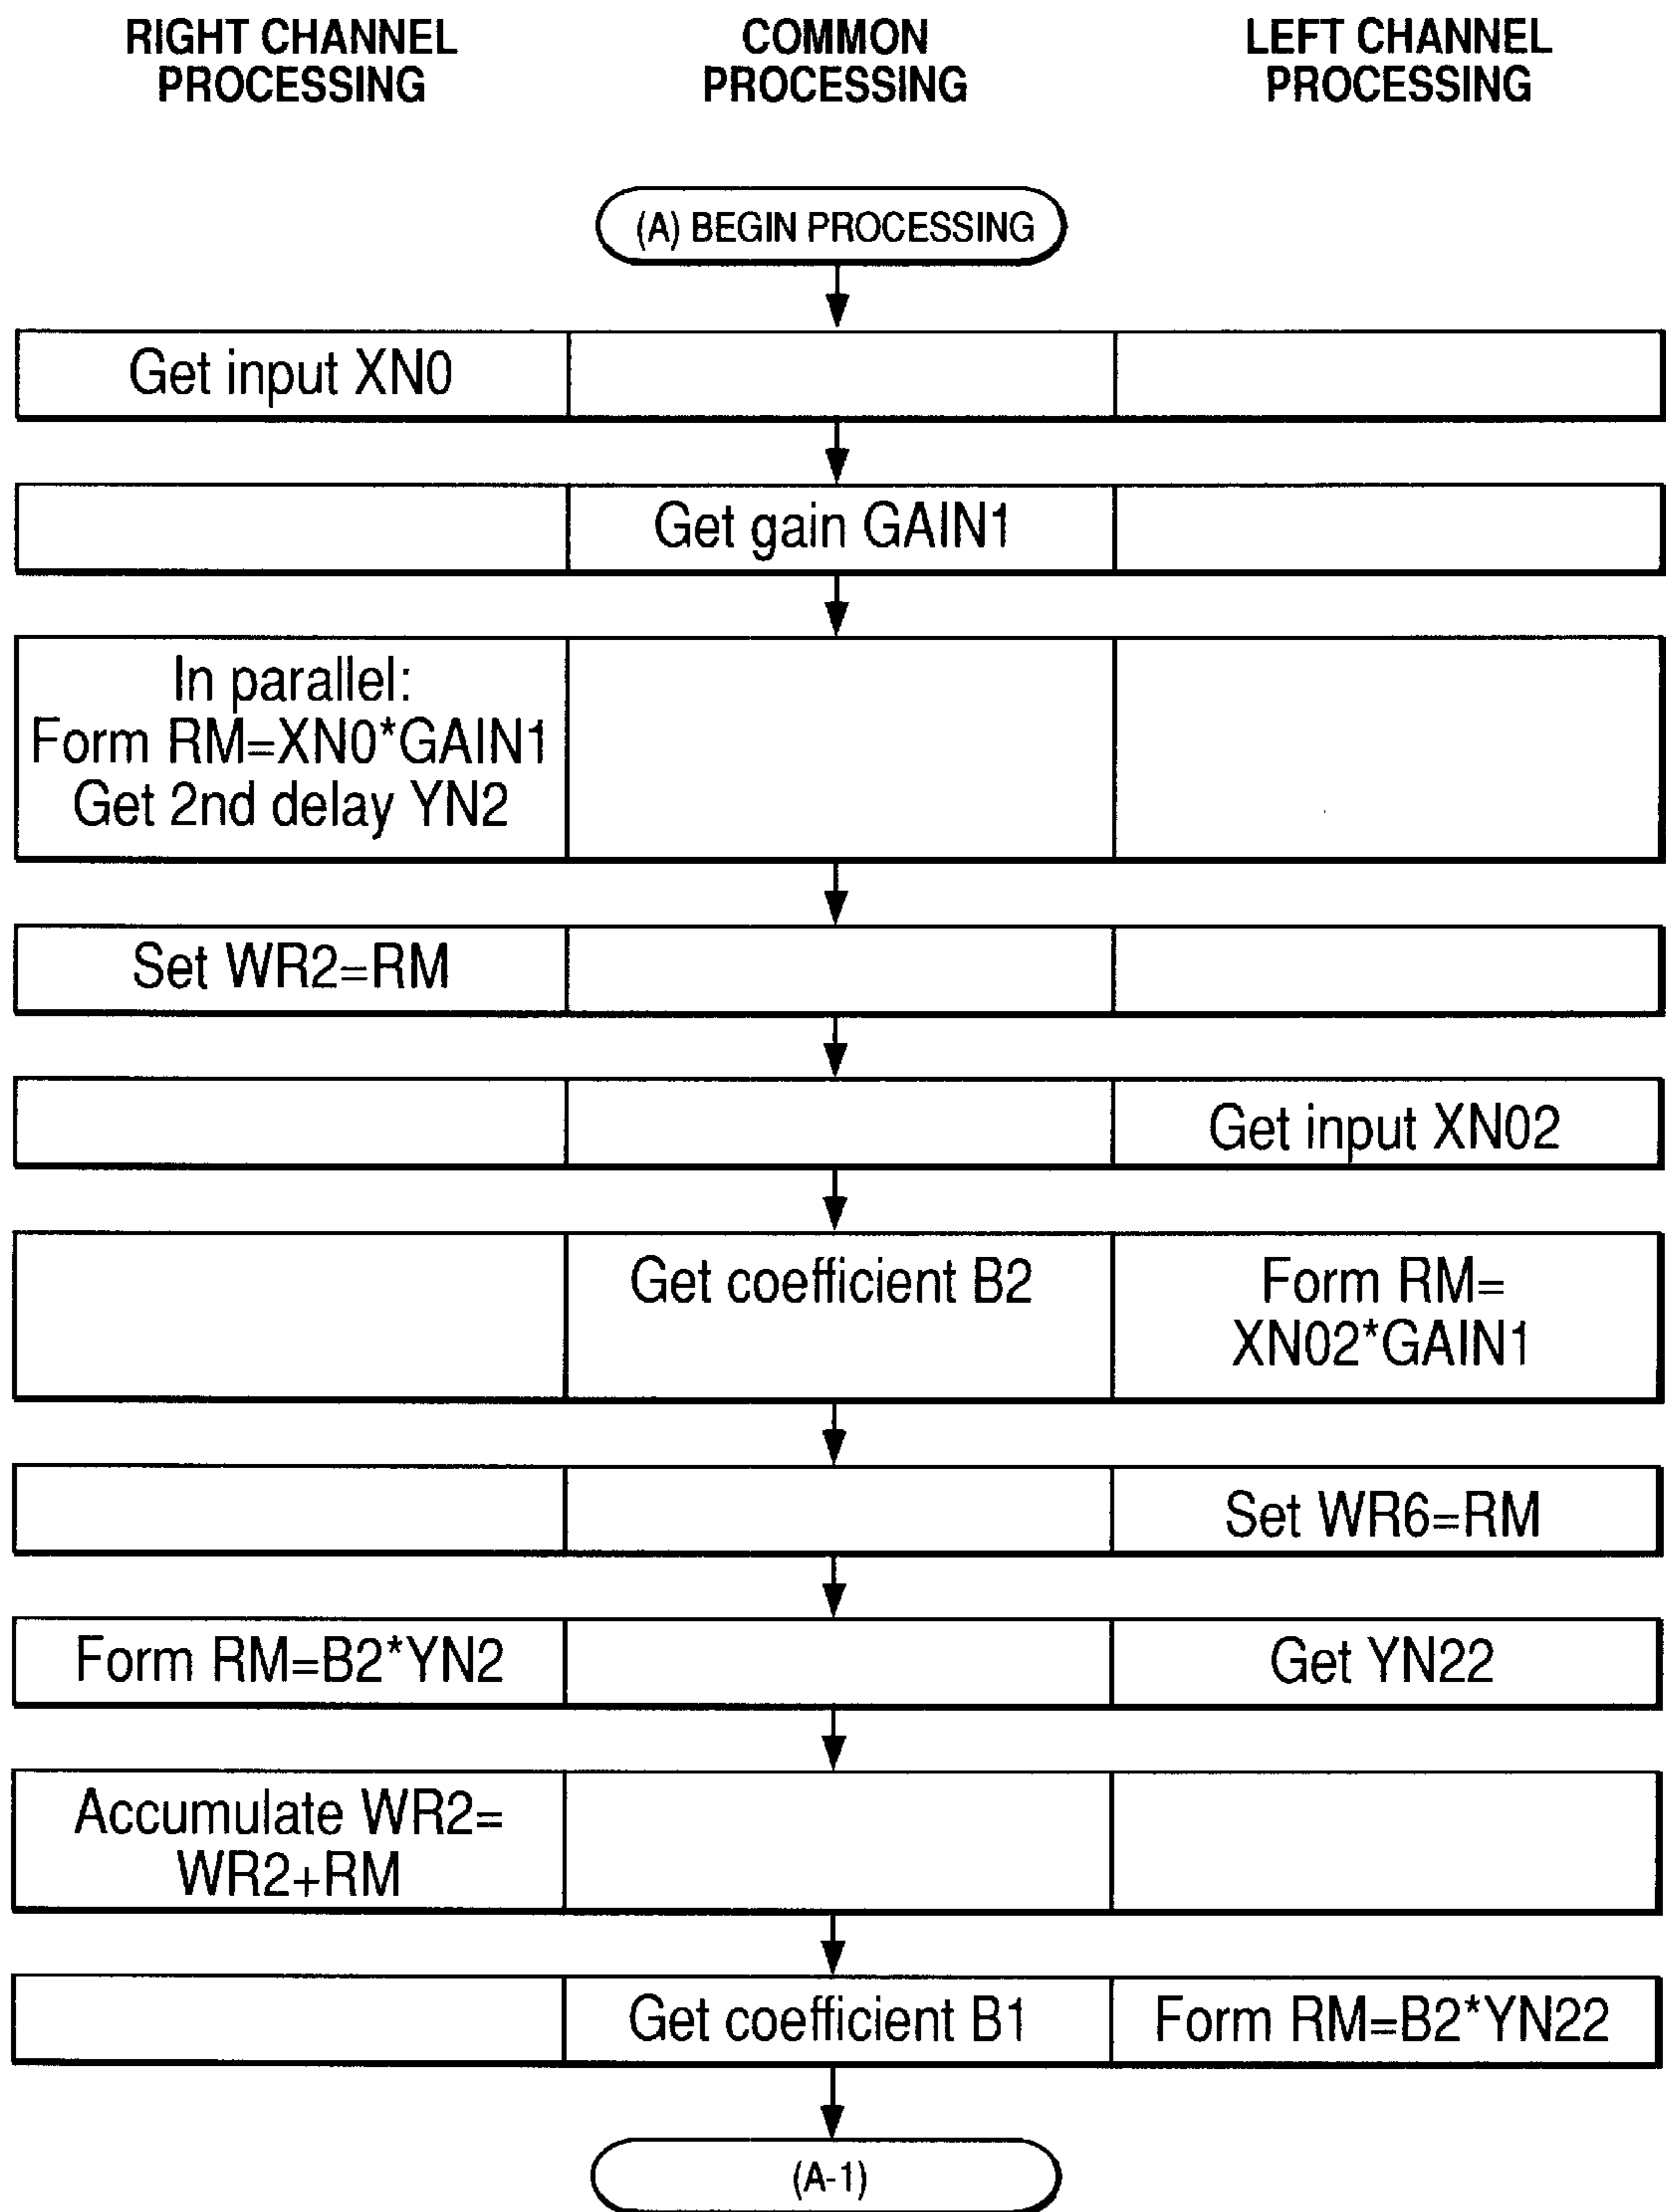 RIGHT CHANNEL
PROCESSING
COMMON
PROCESSING
LEFT CHANNEL
PROCESSING
(A) BEGIN PROCESSING
Get input XN0
Get gain GAIN1
In parallel:
Form RM=XN0*GAIN1
Get 2nd delay YN2
Set WR2=RM
Get input XN02
Get coefficient B2
Form RM=
XN02*GAIN1
Set WR6=RM
Form RM=B2*YN2
Get YN22
Accumulate WR2=
WR2+RM
Get coefficient B1
Form RM=B2*YN22
(A-1)